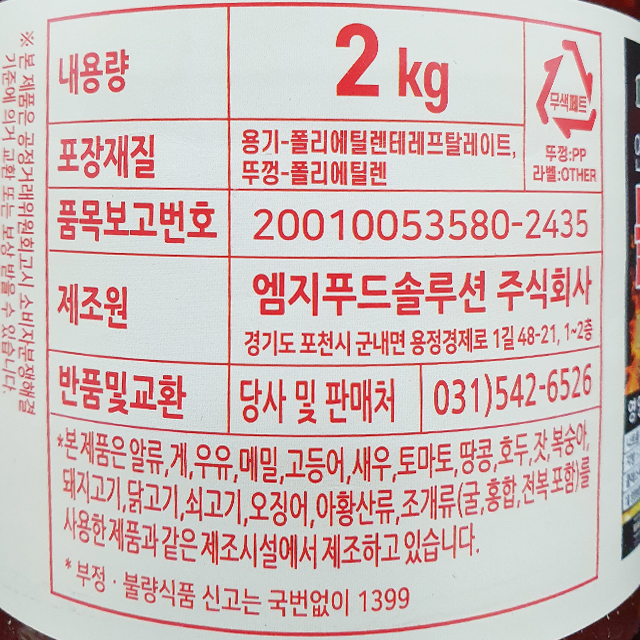 내용량
2 kg
무색페트
뚜껑:PP
라벨:OTHER
포장재질
용기-폴리에틸렌테레프탈레이트,
뚜껑-폴리에틸렌
품목보고번호
20010053580-2435
제조원
엠지푸드솔루션 주식회사
경기도 포천시 군내면 용정경제로 1길 48-21, 1~2층
반품및교환
당사 및 판매처
031)542-6526
*본 제품은 알류,게,우유,메밀,고등어,새우,토마토,땅콩,호두,잣,복숭아,
돼지고기,닭고기,쇠고기,오징어,아황산류,조개류(굴,홍합,전복 포함)를
사용한 제품과 같은 제조시설에서 제조하고 있습니다.
* 부정 · 불량식품 신고는 국번없이 1399
※ 본 제품은 공정거래위원회고시 소비자분쟁해결
기준에 의거 교환 또는 보상 받을 수 있습니다.